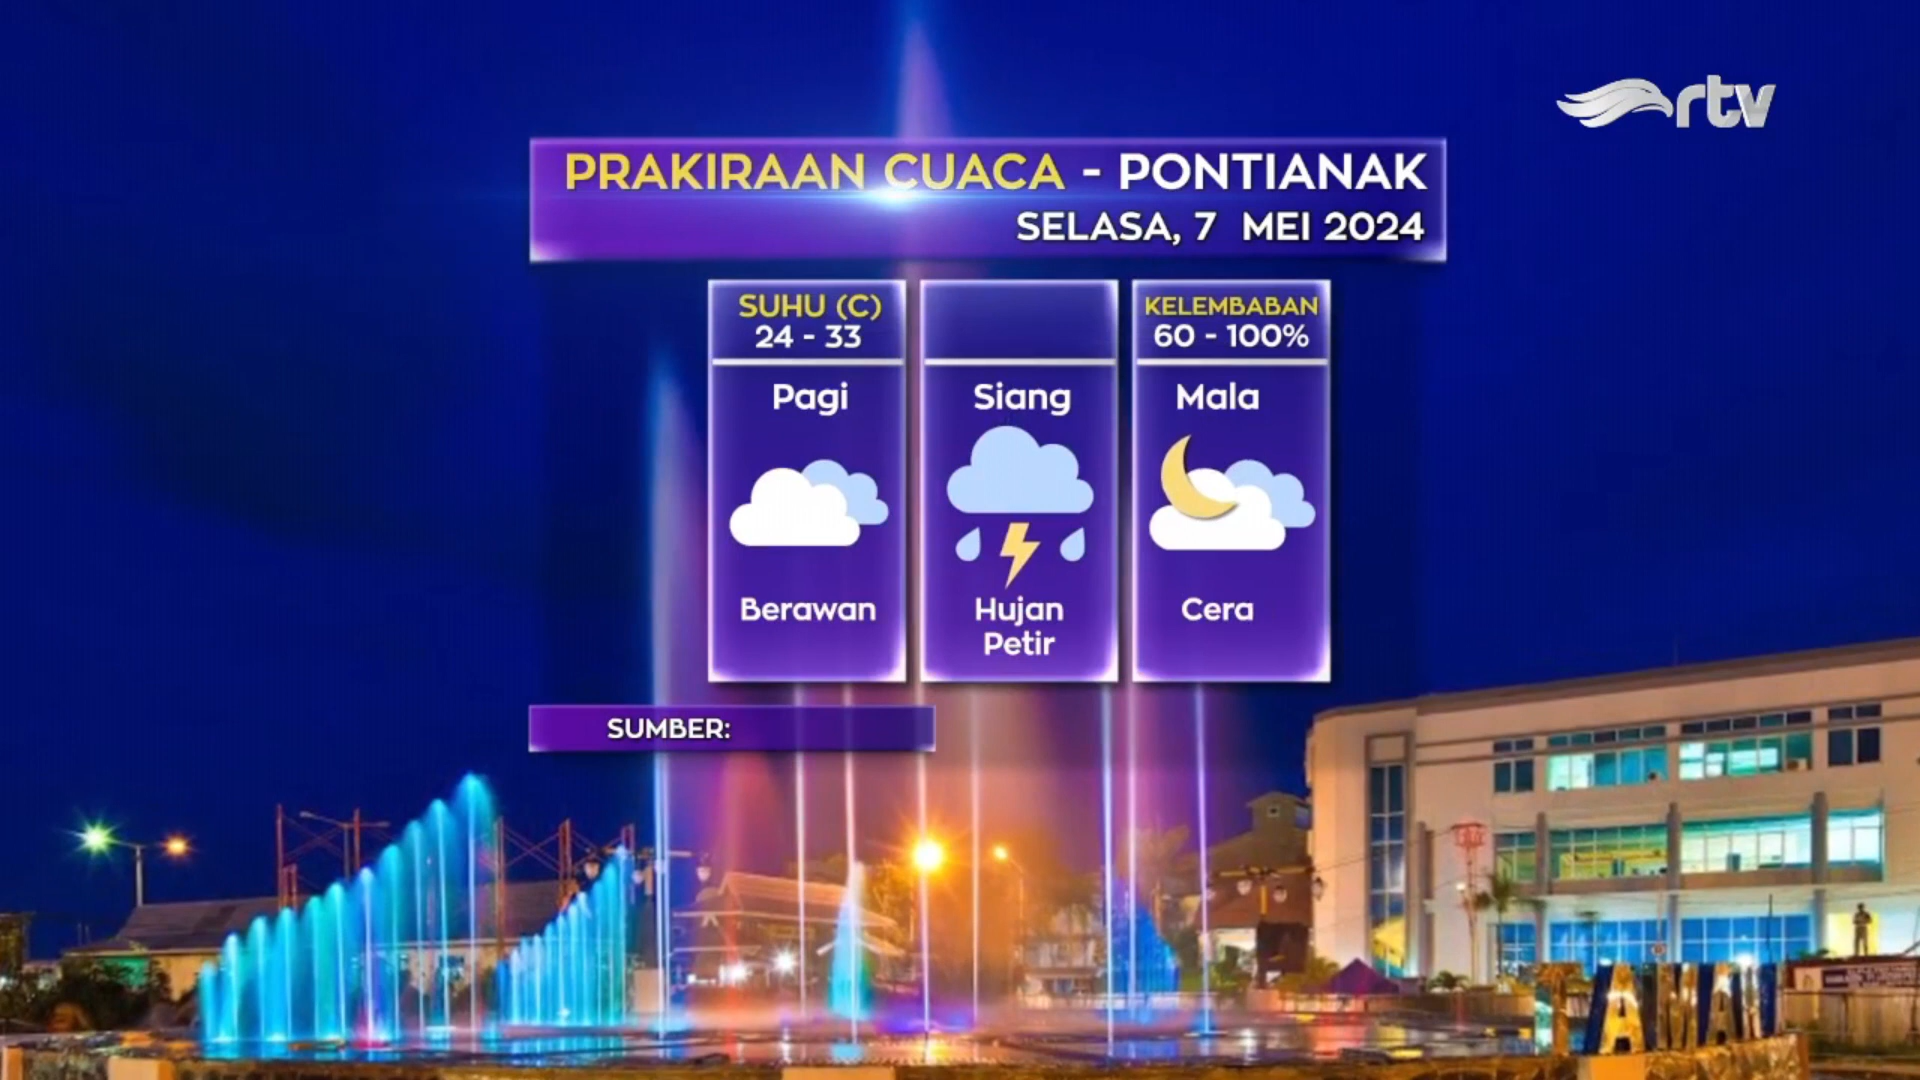 rtv
PRAKIRAAN CUACA - PONTIANAK
SELASA, 7 MEI 2024
SUHU (C)
24 - 33
KELEMBABAN
60 - 100%
Pagi
Siang
Mala
Berawan
Hujan
Petir
Cera
SUMBER:
TAMAN